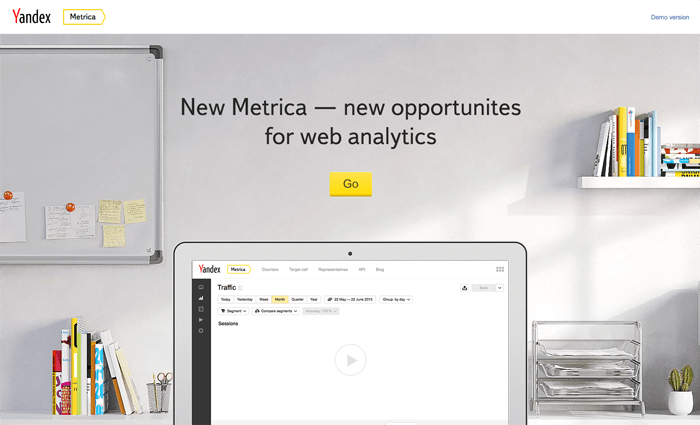 Yandex Metrica
Demo version
New Metrica — new opportunites
for web analytics
Go
Yandex Metrica Counters Target call Representatives API Blog
Traffic
Save
Today Yesterday Week Month Quarter Year 22 May — 22 June 2015 Group: by day
Segment Compare segments Accuracy: 100 %
Sessions